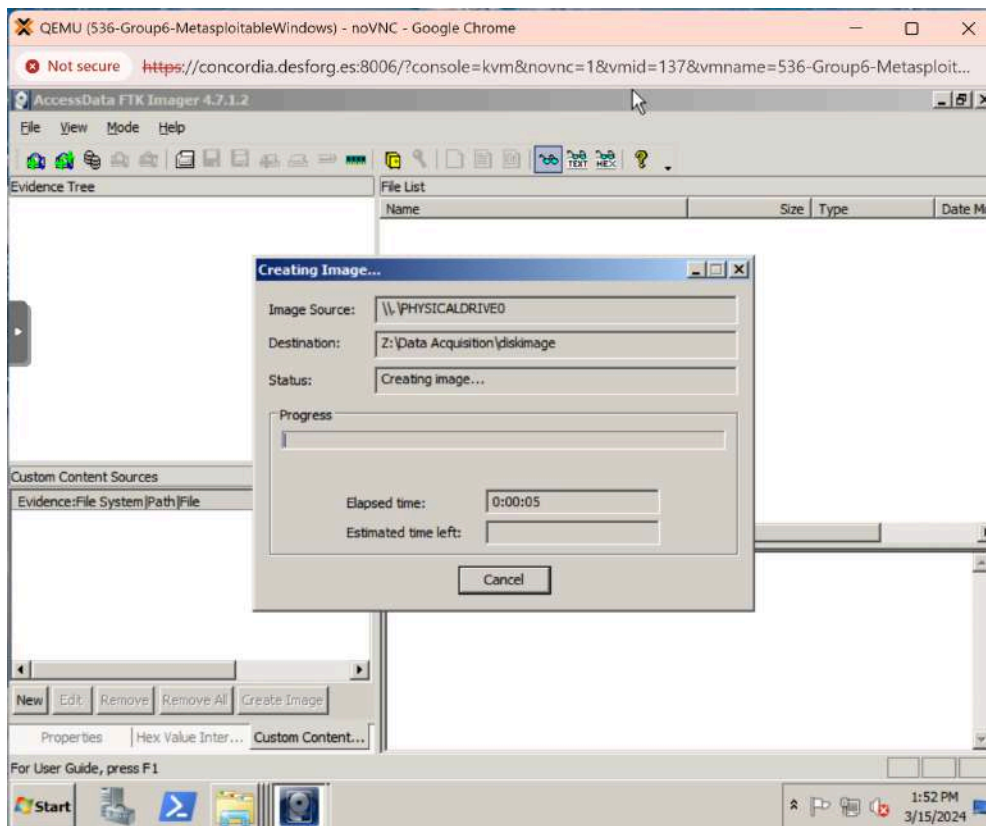 QEMU (536-Group6-MetasploitableWindows) - noVNC - Google Chrome
Not secure https://concordia.desforg.es:8006/?console=kvm&novnc=1&vmid=137&vmname=536-Group6-Metasploit...
AccessData FTK Imager 4.7.1.2
File View Mode Help
TEXT HEX
Evidence Tree
File List
Name Size Type Date Mo
Creating Image...
Image Source: \\.\PHYSICALDRIVE0
Destination: Z:\Data Acquisition\diskimage
Status: Creating image...
Progress
Elapsed time: 0:00:05
Estimated time left:
Cancel
Custom Content Sources
Evidence:File System|Path|File
New Edit Remove Remove All Create Image
Properties Hex Value Inter... Custom Content...
For User Guide, press F1
Start
1:52 PM
3/15/2024